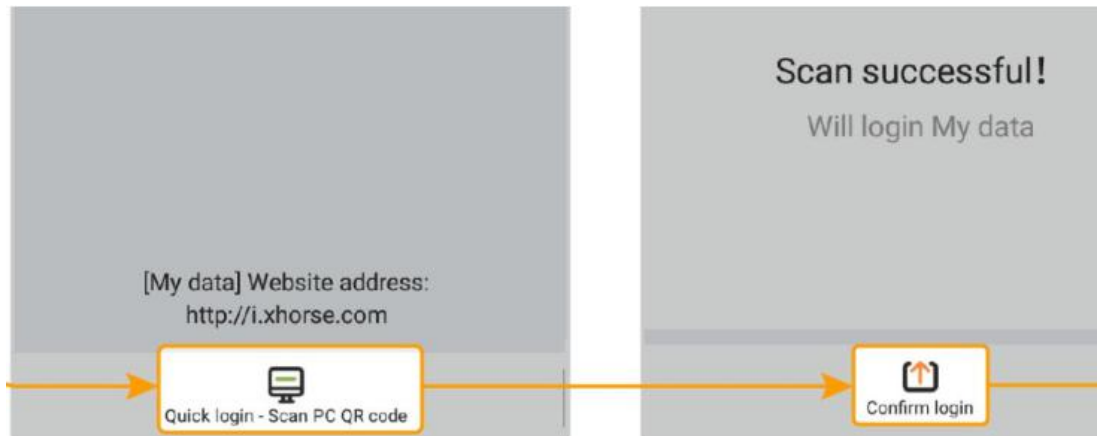 [My data] Website address:
http://i.xhorse.com
Quick login - Scan PC QR code
Scan successful!
Will login My data
Confirm login